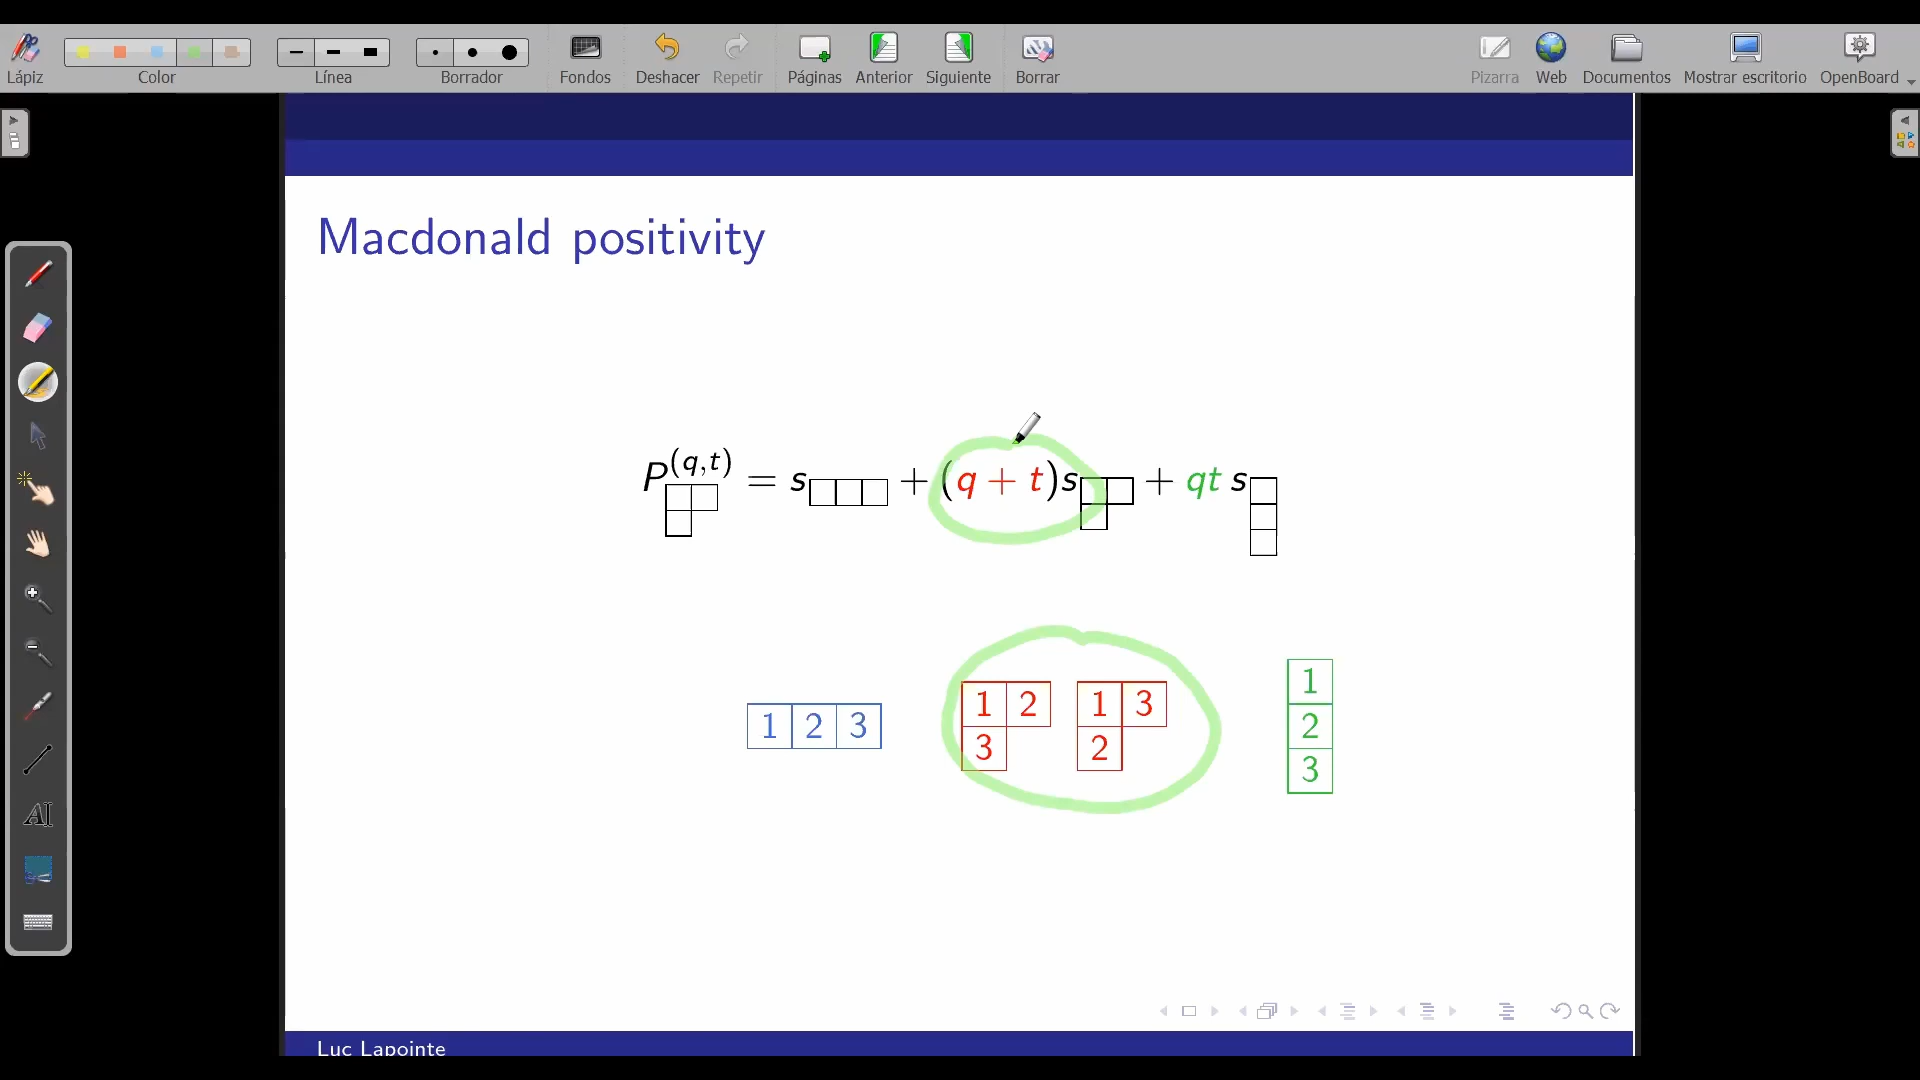 Lápiz Color Línea Borrador Fondos Deshacer Repetir Páginas Anterior Siguiente Borrar Pizarra Web Documentos Mostrar escritorio OpenBoard
Macdonald positivity
P^(q,t) = s + (q + t)s + qt s
1 2 3
1 2
3
1 3
2
1
2
3
Luc Lapointe